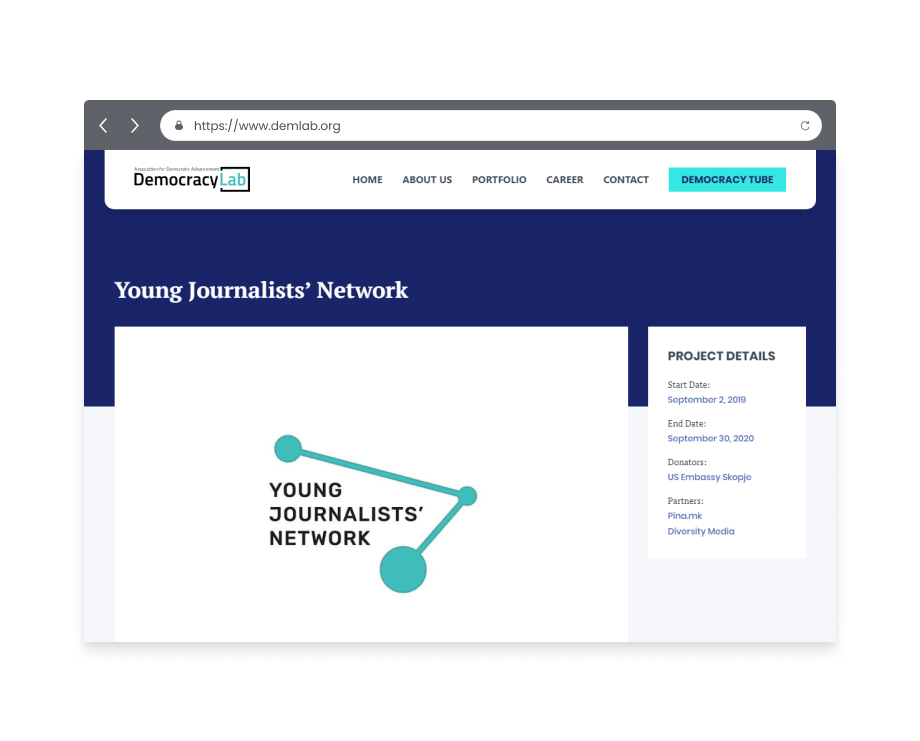 https://www.demlab.org
Association for Democratic Advancement
DemocracyLab
HOME ABOUT US PORTFOLIO CAREER CONTACT DEMOCRACY TUBE
Young Journalists’ Network
YOUNG
JOURNALISTS’
NETWORK
PROJECT DETAILS
Start Date:
September 2, 2019
End Date:
September 30, 2020
Donators:
US Embassy Skopje
Partners:
Pina.mk
Diversity Media